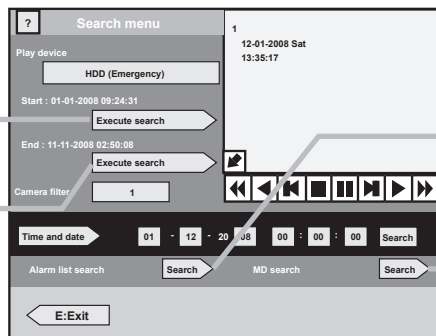 ? Search menu
Play device
HDD (Emergency)
Start : 01-01-2008 09:24:31
Execute search
End : 11-11-2008 02:50:08
Execute search
Camera filter 1
1
12-01-2008 Sat
13:35:17
Time and date 01 - 12 - 20 08 00 : 00 : 00 Search
Alarm list search Search MD search Search
E:Exit